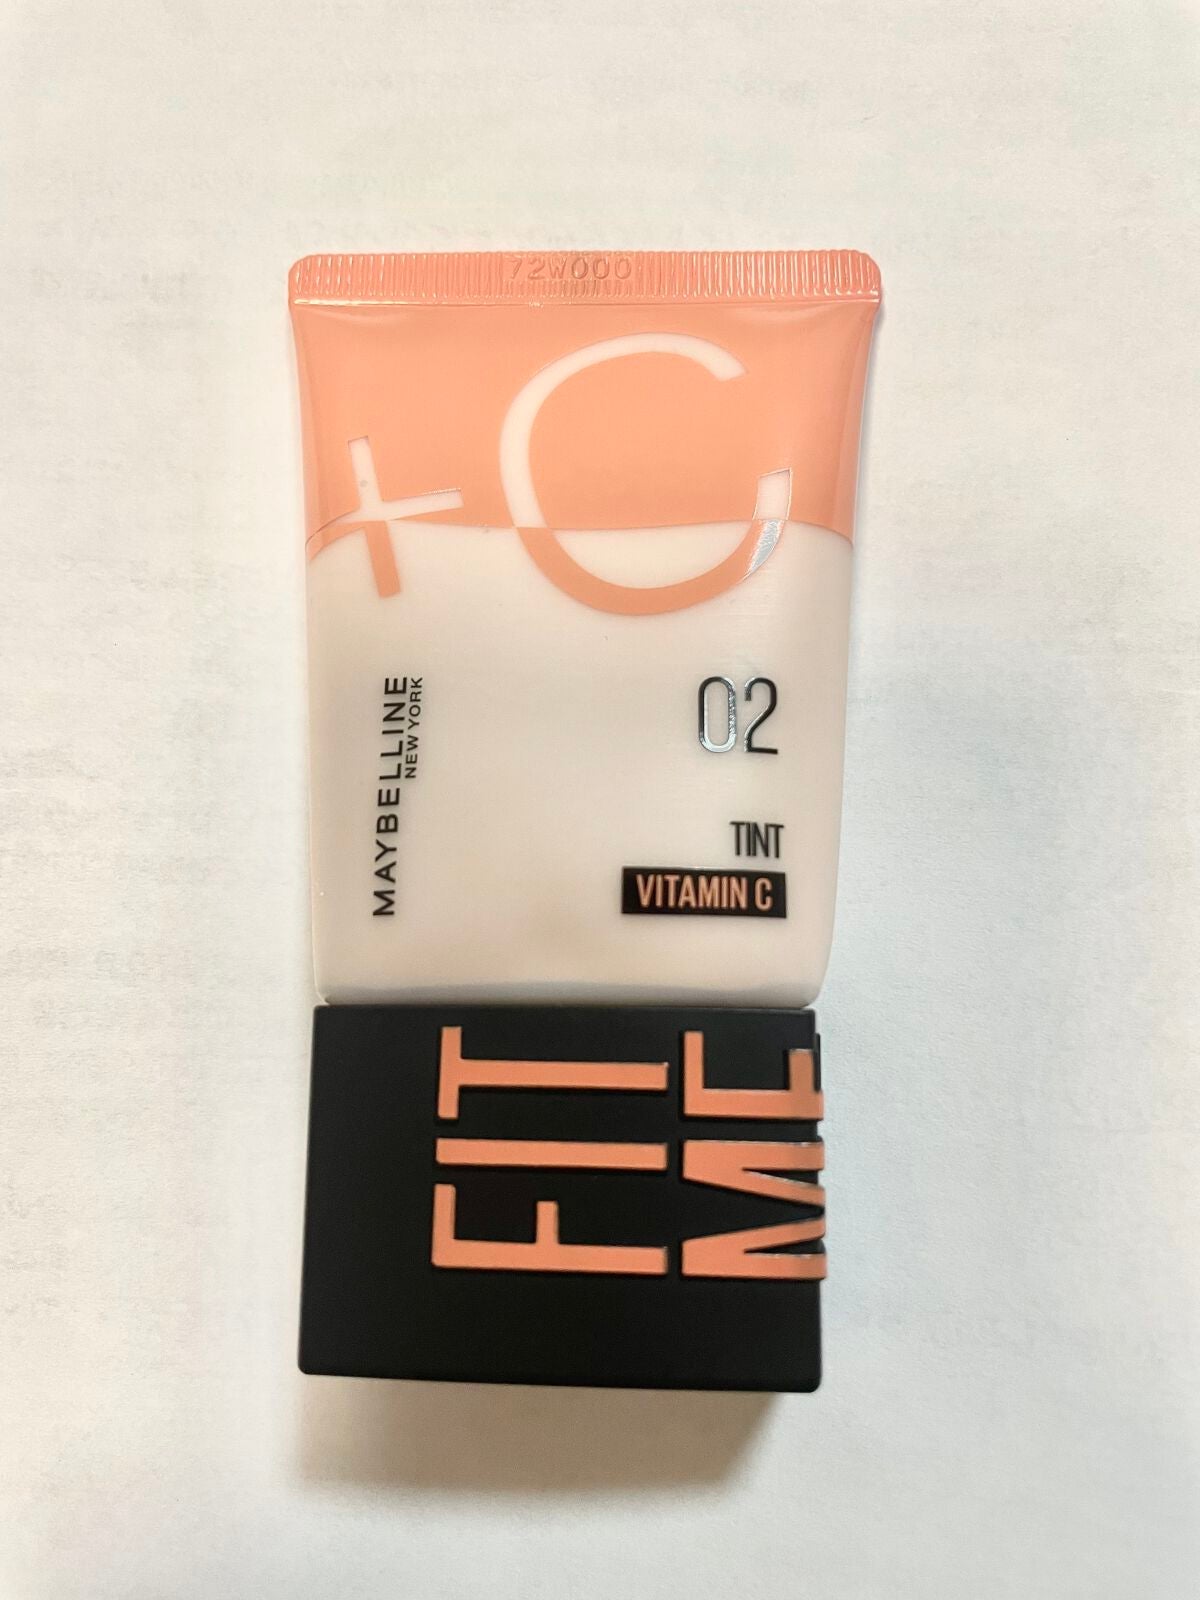 72W000
+C
MAYBELLINE
NEW YORK
02
TINT
VITAMIN C
FIT
ME